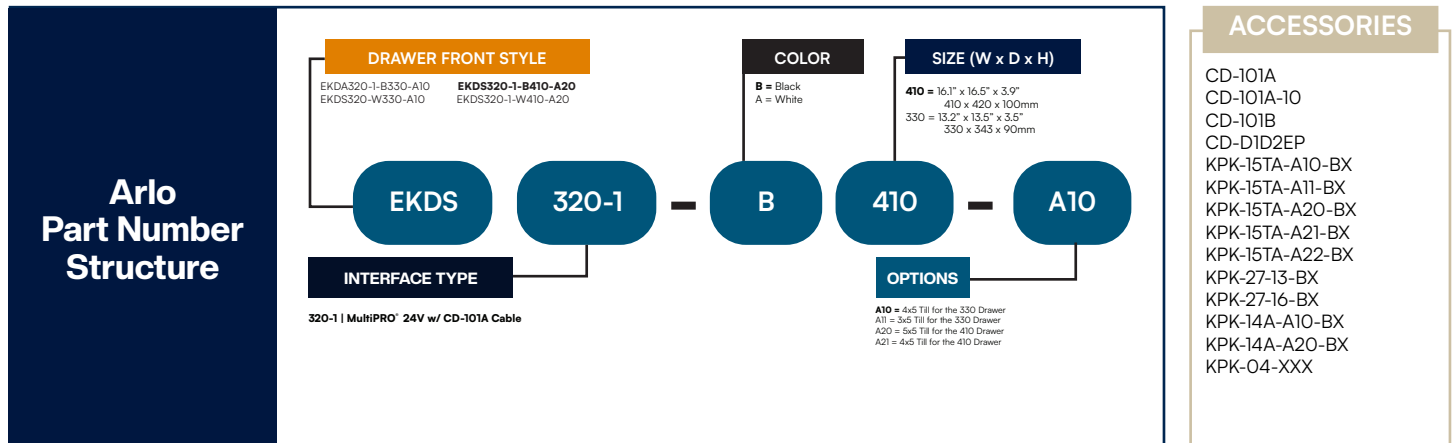 Arlo
Part Number
Structure
DRAWER FRONT STYLE
EKDA320-1-B330-A10 EKDS320-1-B410-A20
EKDS320-W330-A10 EKDS320-1-W410-A20
COLOR
B = Black
A = White
SIZE (W x D x H)
410 = 16.1” x 16.5” x 3.9”
410 x 420 x 100mm
330 = 13.2” x 13.5” x 3.5”
330 x 343 x 90mm
EKDS 320-1 - B 410 - A10
INTERFACE TYPE
320-1 | MultiPRO® 24V w/ CD-101A Cable
OPTIONS
A10 = 4x5 Till for the 330 Drawer
A11 = 3x5 Till for the 330 Drawer
A20 = 5x5 Till for the 410 Drawer
A21 = 4x5 Till for the 410 Drawer
ACCESSORIES
CD-101A
CD-101A-10
CD-101B
CD-D1D2EP
KPK-15TA-A10-BX
KPK-15TA-A11-BX
KPK-15TA-A20-BX
KPK-15TA-A21-BX
KPK-15TA-A22-BX
KPK-27-13-BX
KPK-27-16-BX
KPK-14A-A10-BX
KPK-14A-A20-BX
KPK-04-XXX